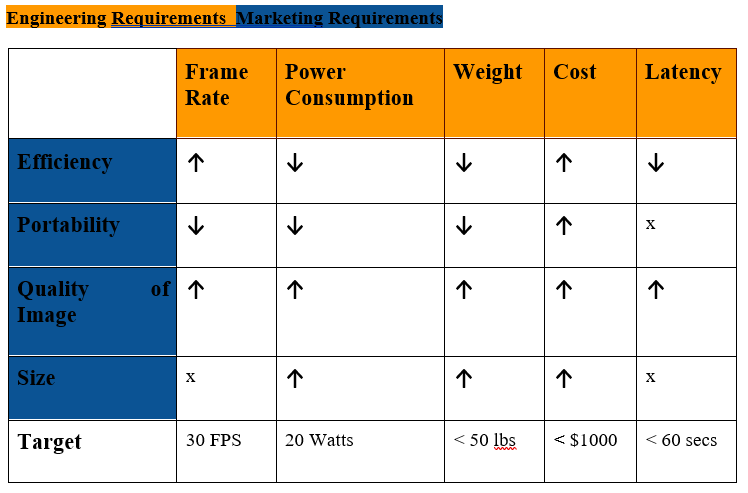 Engineering Requirements Marketing Requirements
Frame Rate Power Consumption Weight Cost Latency
Efficiency ↑ ↓ ↓ ↑ ↓
Portability ↓ ↓ ↓ ↑ x
Quality of Image ↑ ↑ ↑ ↑ ↑
Size x ↑ ↑ ↑ x
Target 30 FPS 20 Watts < 50 lbs < $1000 < 60 secs